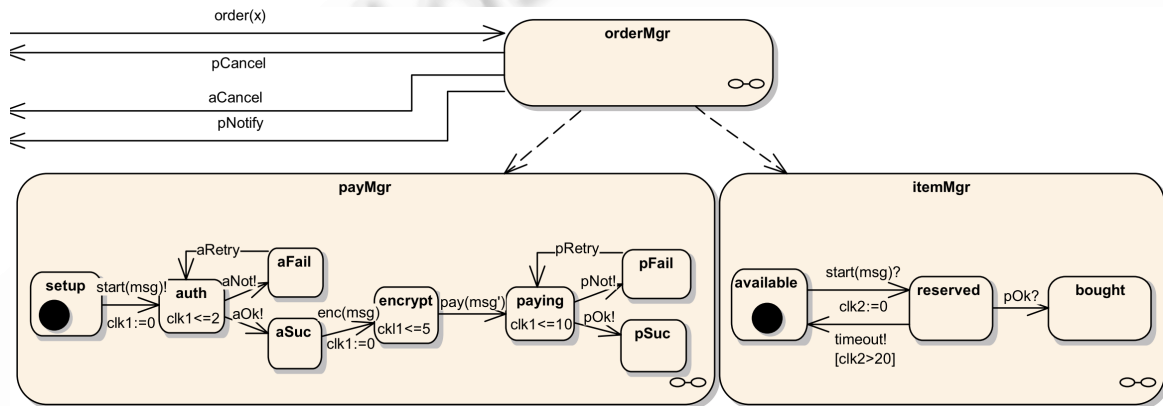 order(x)
orderMgr
pCancel
aCancel
pNotify
payMgr
itemMgr
setup
start(msg)!
clk1:=0
aRetry
auth
clk1<=2
aNot!
aOk!
aFail
aSuc
enc(msg)
clk1:=0
encrypt
ckl1<=5
pay(msg')
pRetry
paying
clk1<=10
pNot!
pOk!
pFail
pSuc
available
start(msg)?
clk2:=0
timeout!
[clk2>20]
reserved
pOk?
bought